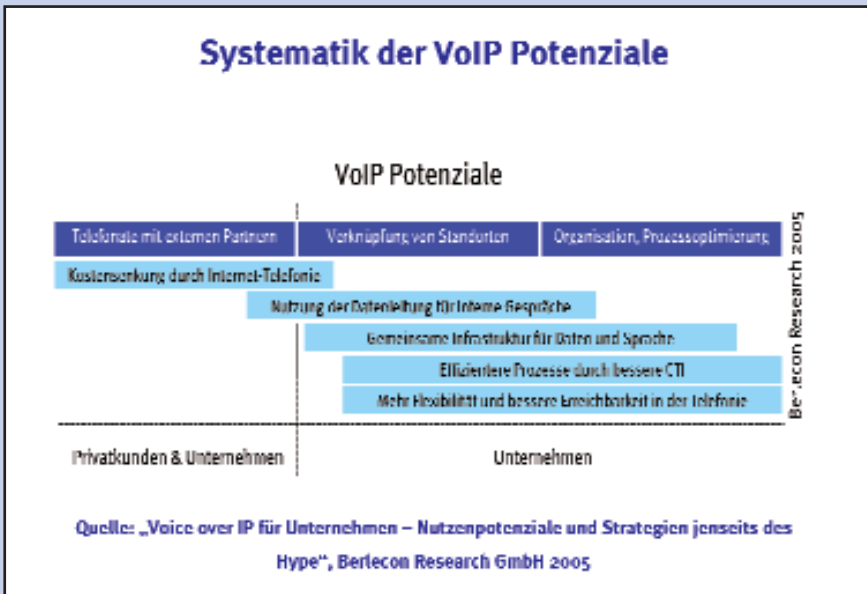 Systematik der VoIP Potenziale
VoIP Potenziale
Telefonate mit externen Partnern
Verknüpfung von Standorten
Organisation, Prozessoptimierung
Kostensenkung durch Internet-Telefonie
Nutzung der Datenleitung für interne Gespräche
Gemeinsame Infrastruktur für Daten und Sprache
Effizientere Prozesse durch bessere CTI
Mehr Flexibilität und bessere Erreichbarkeit in der Telefonie
Berlecon Research 2005
Privatkunden & Unternehmen
Unternehmen
Quelle: „Voice over IP für Unternehmen – Nutzenpotenziale und Strategien jenseits des
Hype“, Berlecon Research GmbH 2005